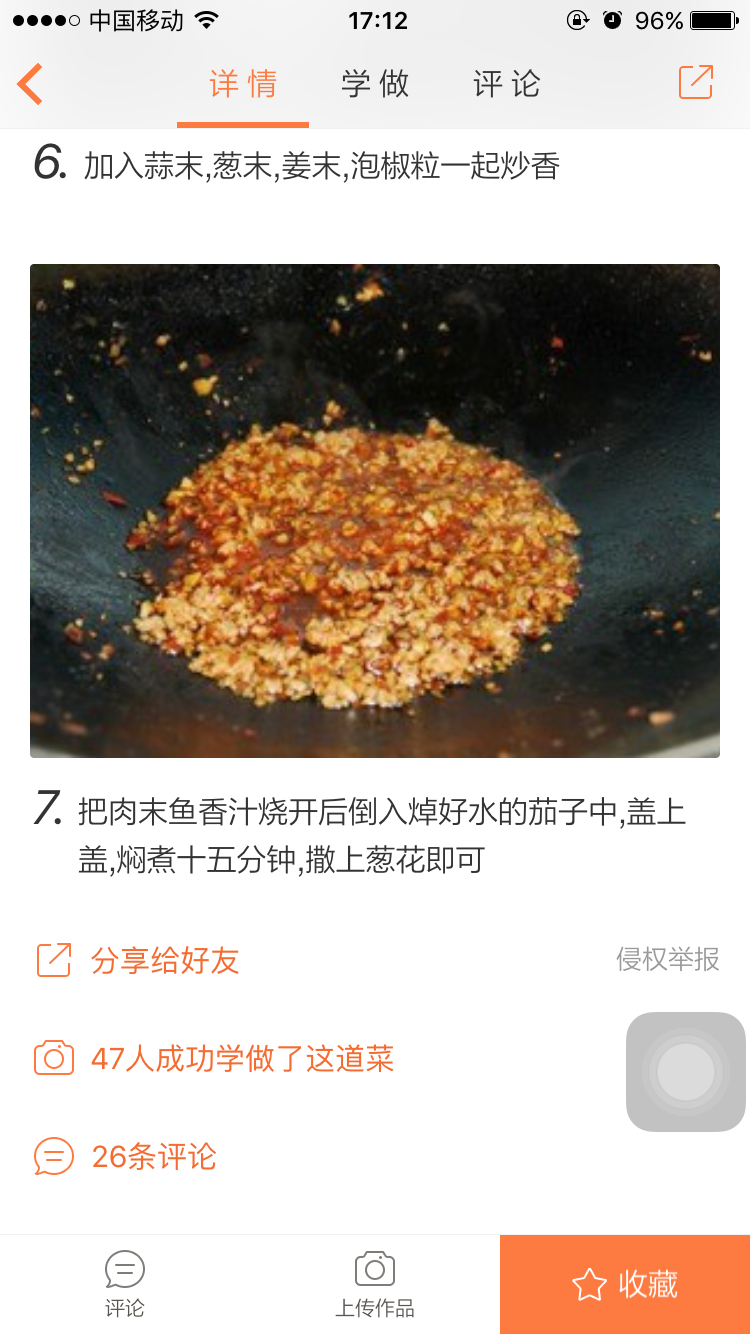 中国移动 17:12 96%
详情 学做 评论
6. 加入蒜末,葱末,姜末,泡椒粒一起炒香
7. 把肉末鱼香汁烧开后倒入焯好水的茄子中,盖上
盖,焖煮十五分钟,撒上葱花即可
分享给好友 侵权举报
47人成功学做了这道菜
26条评论
评论 上传作品 收藏